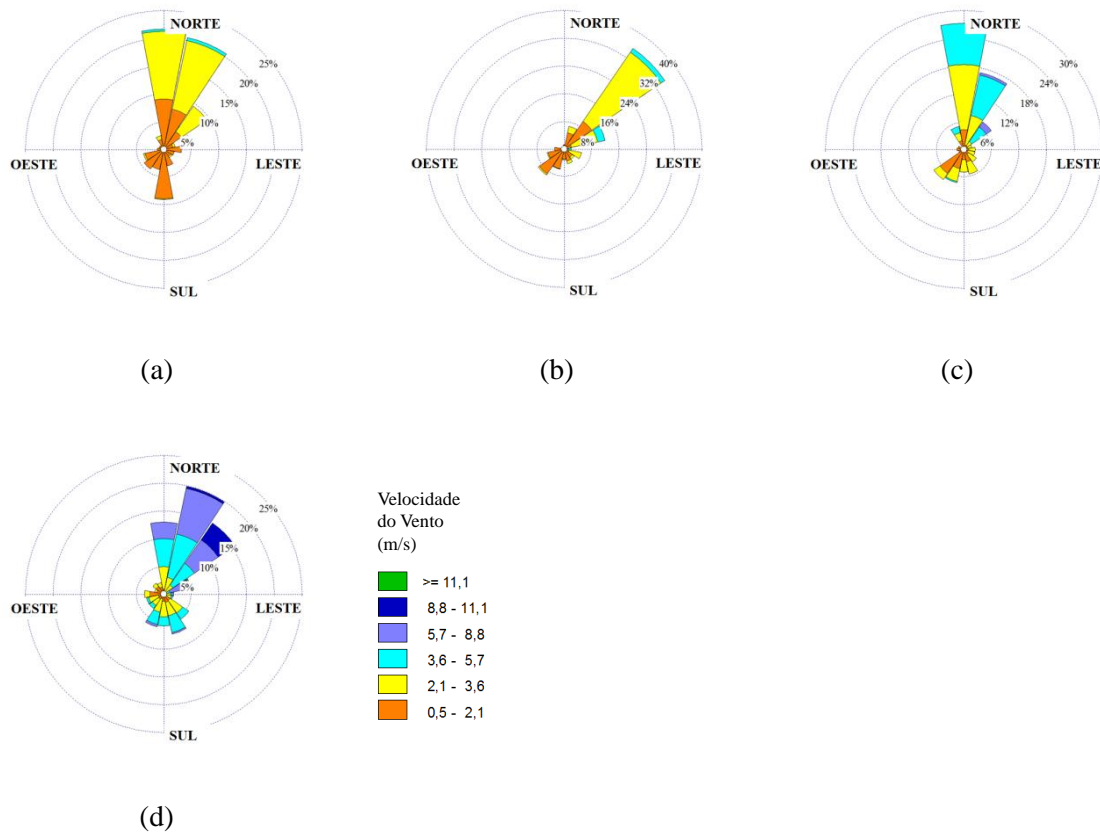 NORTE
25%
20%
15%
10%
5%
OESTE
LESTE
SUL
(a)
NORTE
40%
32%
24%
16%
8%
OESTE
LESTE
SUL
(b)
NORTE
30%
24%
18%
12%
6%
OESTE
LESTE
SUL
(c)
NORTE
25%
20%
15%
10%
5%
OESTE
LESTE
SUL
(d)
Velocidade
do Vento
(m/s)
>= 11,1
8,8 - 11,1
5,7 - 8,8
3,6 - 5,7
2,1 - 3,6
0,5 - 2,1